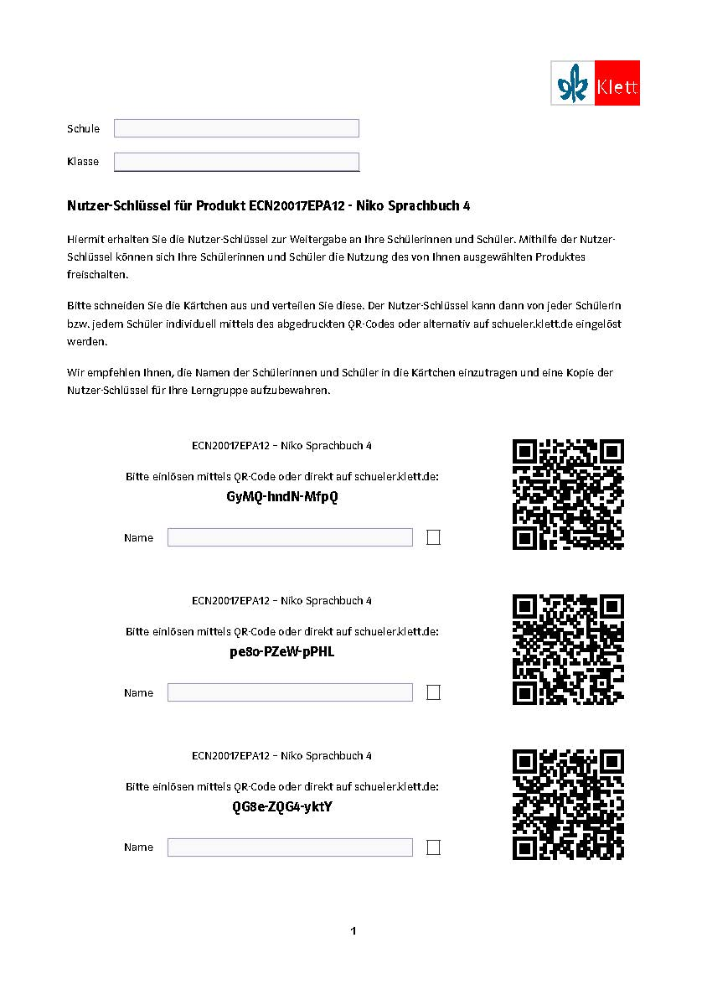 Klett
Schule
Klasse
Nutzer-Schlüssel für Produkt ECN20017EPA12 - Niko Sprachbuch 4
Hiermit erhalten Sie die Nutzer-Schlüssel zur Weitergabe an Ihre Schülerinnen und Schüler. Mithilfe der Nutzer-
Schlüssel können sich Ihre Schülerinnen und Schüler die Nutzung des von Ihnen ausgewählten Produktes
freischalten.
Bitte schneiden Sie die Kärtchen aus und verteilen Sie diese. Der Nutzer-Schlüssel kann dann von jeder Schülerin
bzw. jedem Schüler individuell mittels des abgedruckten QR-Codes oder alternativ auf schueler.klett.de eingelöst
werden.
Wir empfehlen Ihnen, die Namen der Schülerinnen und Schüler in die Kärtchen einzutragen und eine Kopie der
Nutzer-Schlüssel für Ihre Lerngruppe aufzubewahren.
ECN20017EPA12 – Niko Sprachbuch 4
Bitte einlösen mittels QR-Code oder direkt auf schueler.klett.de:
GyMQ-hndN-MfpQ
Name
ECN20017EPA12 – Niko Sprachbuch 4
Bitte einlösen mittels QR-Code oder direkt auf schueler.klett.de:
pe8o-PZeW-pPHL
Name
ECN20017EPA12 – Niko Sprachbuch 4
Bitte einlösen mittels QR-Code oder direkt auf schueler.klett.de:
QG8e-ZQG4-yktY
Name
1